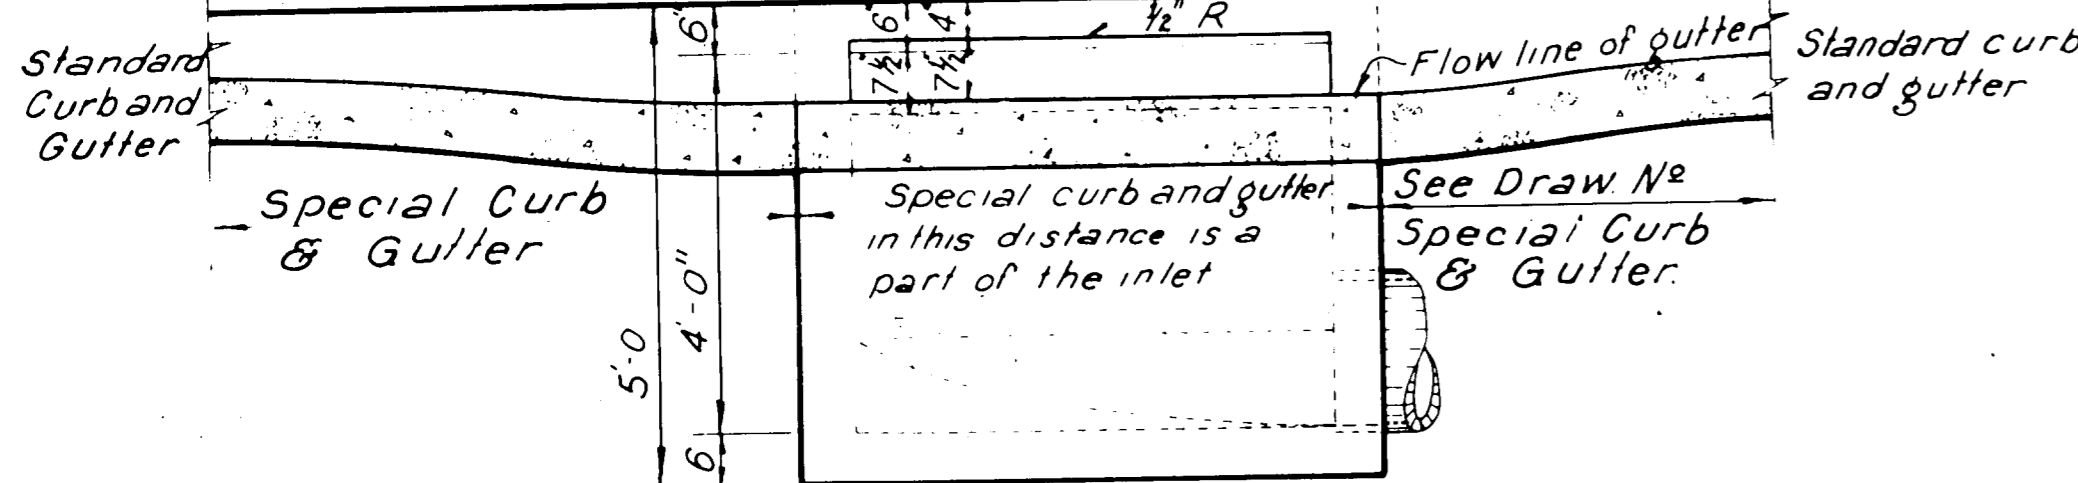 Standard
Curb and
Gutter
6"
6"
4"
7½"
7½"
½" R
Flow line of gutter
Standard curb
and gutter
Special Curb
& Gutter
Special curb and gutter
in this distance is a
part of the inlet
See Draw. Nº
Special Curb
& Gutter.
5'-0
4'-0"
6